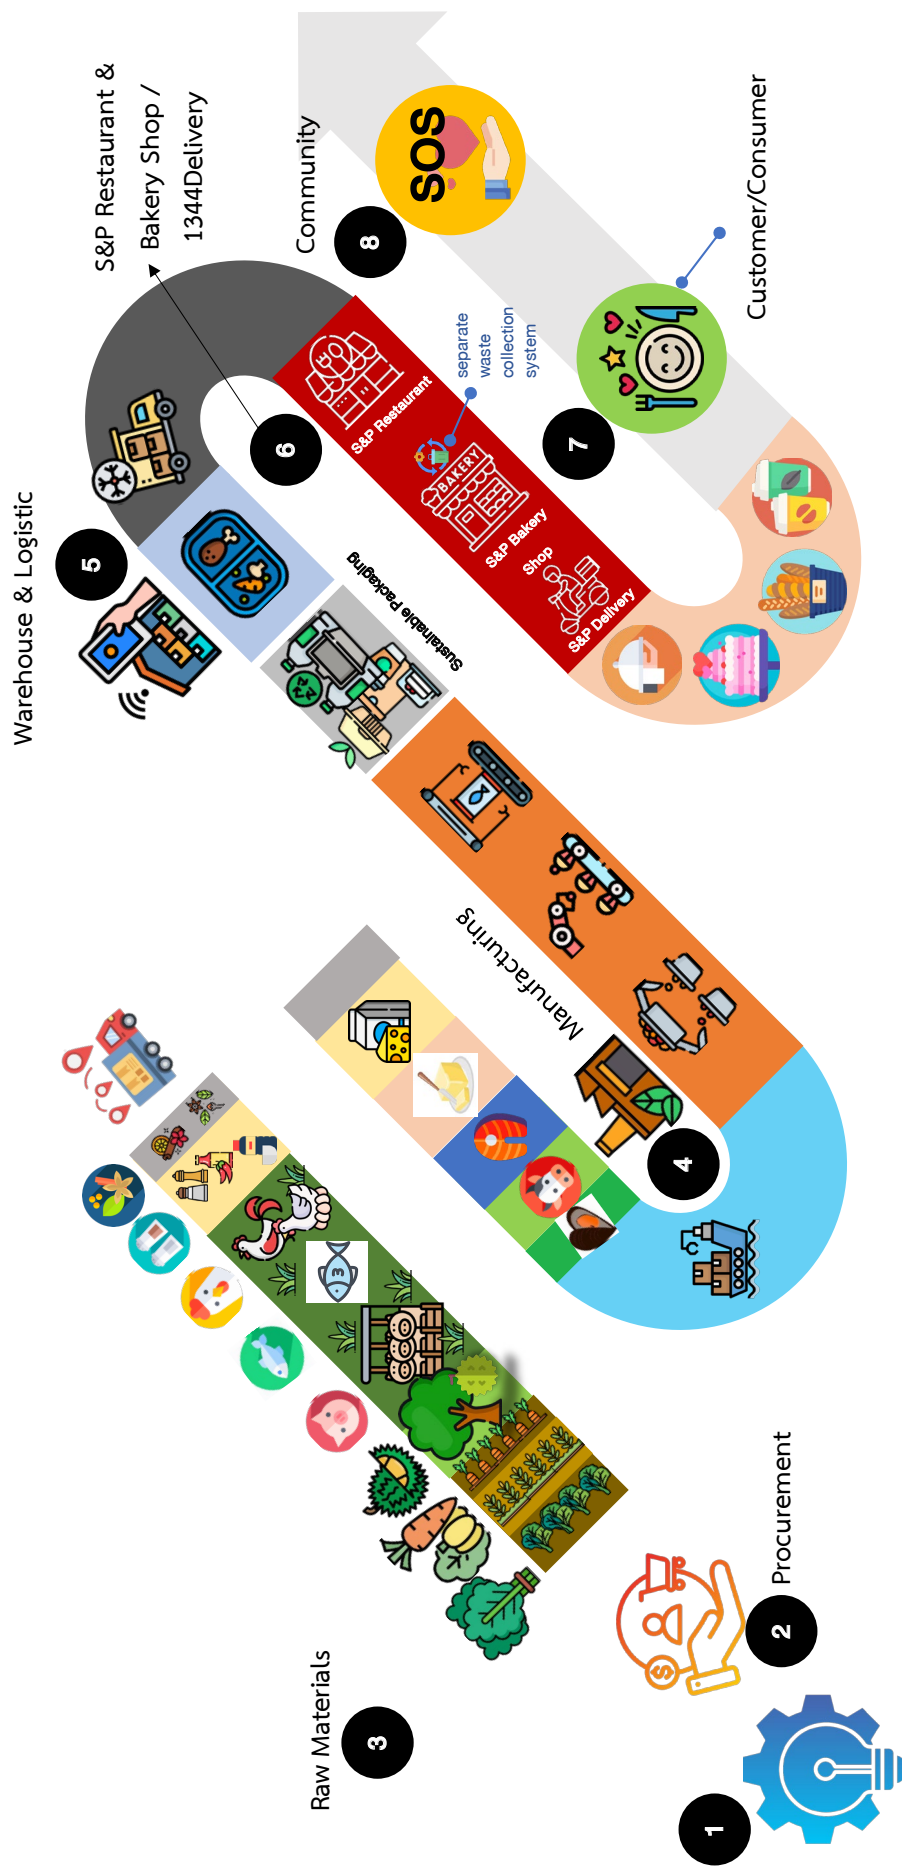 1
2
Procurement
3
Raw Materials
4
Manufacturing
Sustainable Packaging
5
Warehouse & Logistic
6
S&P Restaurant &
Bakery Shop /
1344Delivery
S&P Restaurant
BAKERY
S&P Bakery
Shop
S&P Delivery
separate
waste
collection
system
7
Customer/Consumer
8
Community
SOS